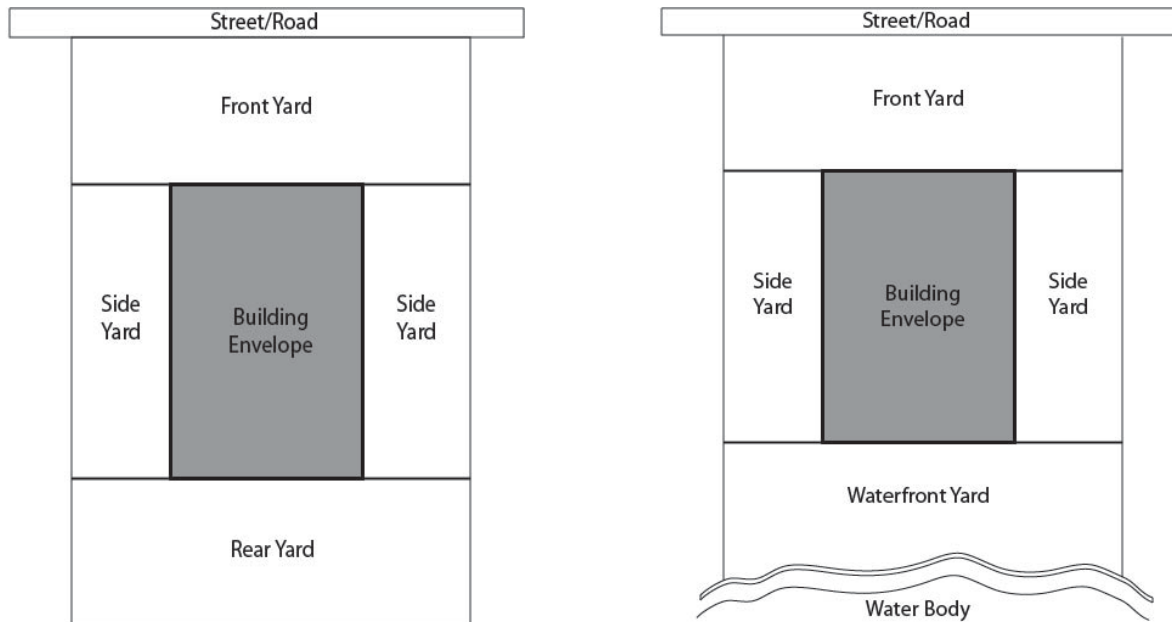 Street/Road
Front Yard
Side
Yard
Building
Envelope
Side
Yard
Rear Yard
Street/Road
Front Yard
Side
Yard
Building
Envelope
Side
Yard
Waterfront Yard
Water Body